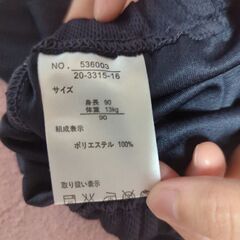 NO. 536003
20-3315-16
サイズ
身長 90
体重 13kg
90
組成表示
ポリエステル 100%
取り扱い表示